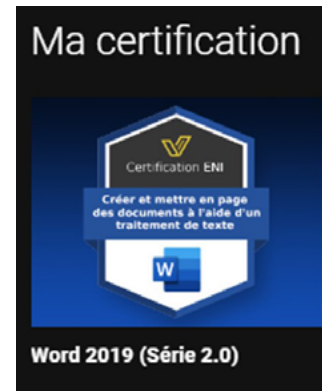 Ma certification
Certification ENI
Créer et mettre en page
des documents à l'aide d'un
traitement de texte
W
Word 2019 (Série 2.0)